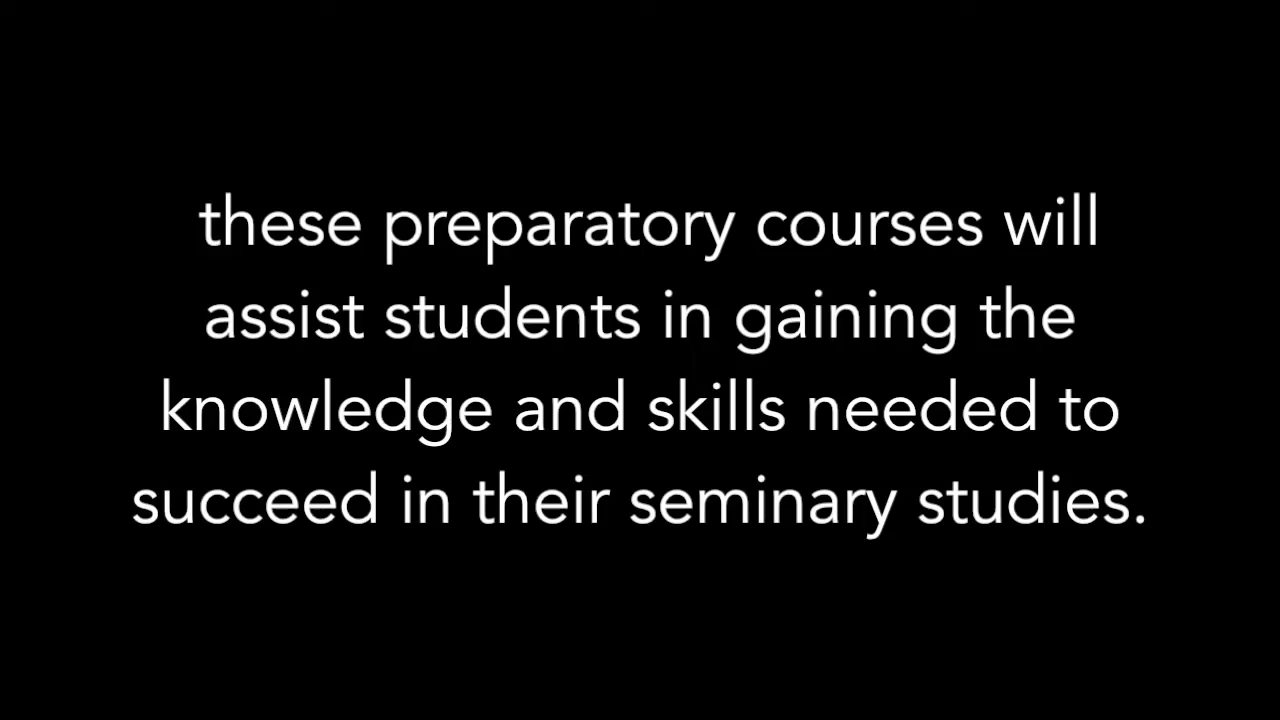 these preparatory courses will
assist students in gaining the
knowledge and skills needed to
succeed in their seminary studies.